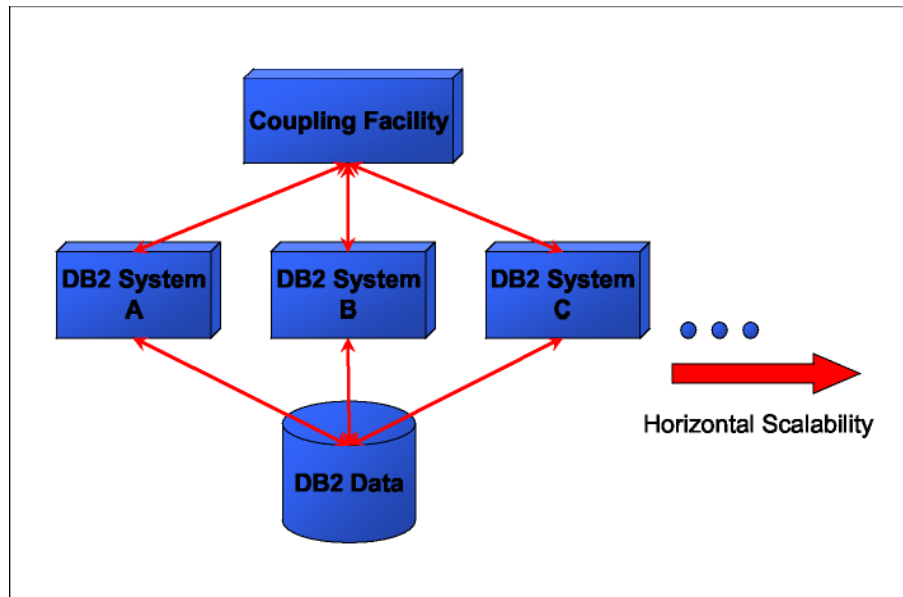 Coupling Facility
DB2 System
A
DB2 System
B
DB2 System
C
Horizontal Scalability
DB2 Data